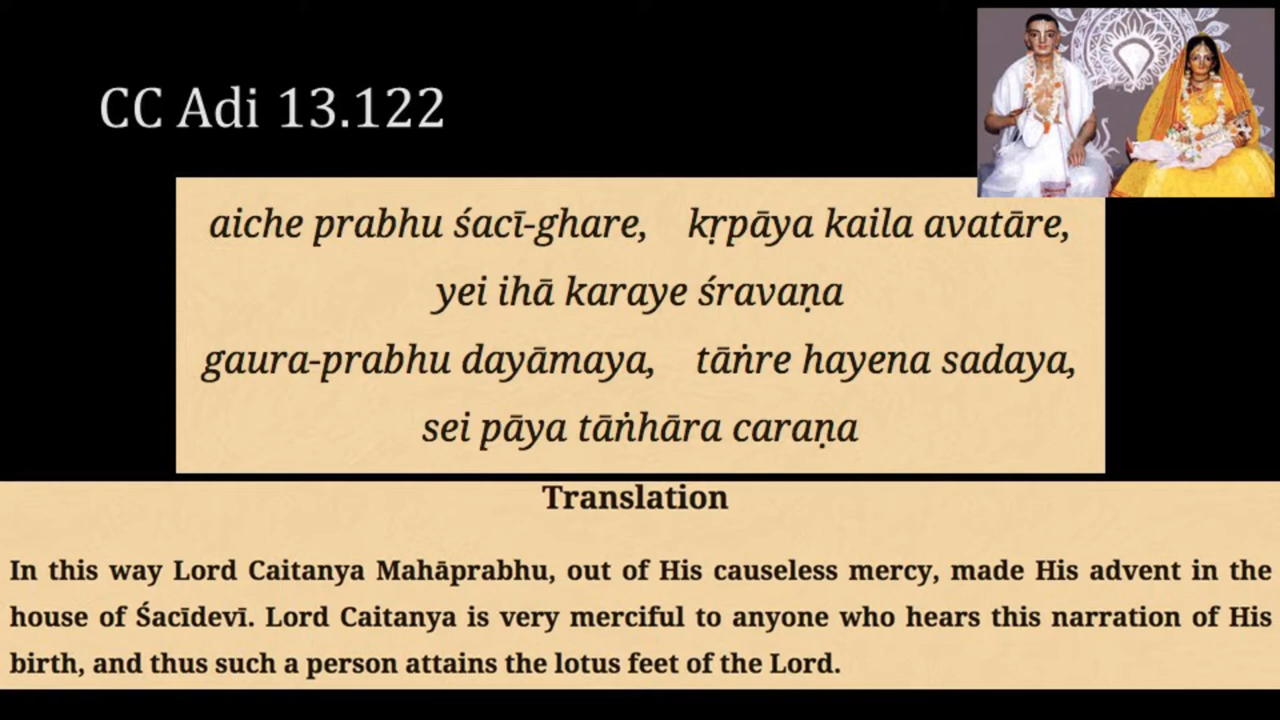 CC Adi 13.122
aiche prabhu śacī-ghare, kṛpāya kaila avatāre,
yei ihā karaye śravaṇa
gaura-prabhu dayāmaya, tāṅre hayena sadaya,
sei pāya tāṅhāra caraṇa
Translation
In this way Lord Caitanya Mahāprabhu, out of His causeless mercy, made His advent in the
house of Śacīdevī. Lord Caitanya is very merciful to anyone who hears this narration of His
birth, and thus such a person attains the lotus feet of the Lord.